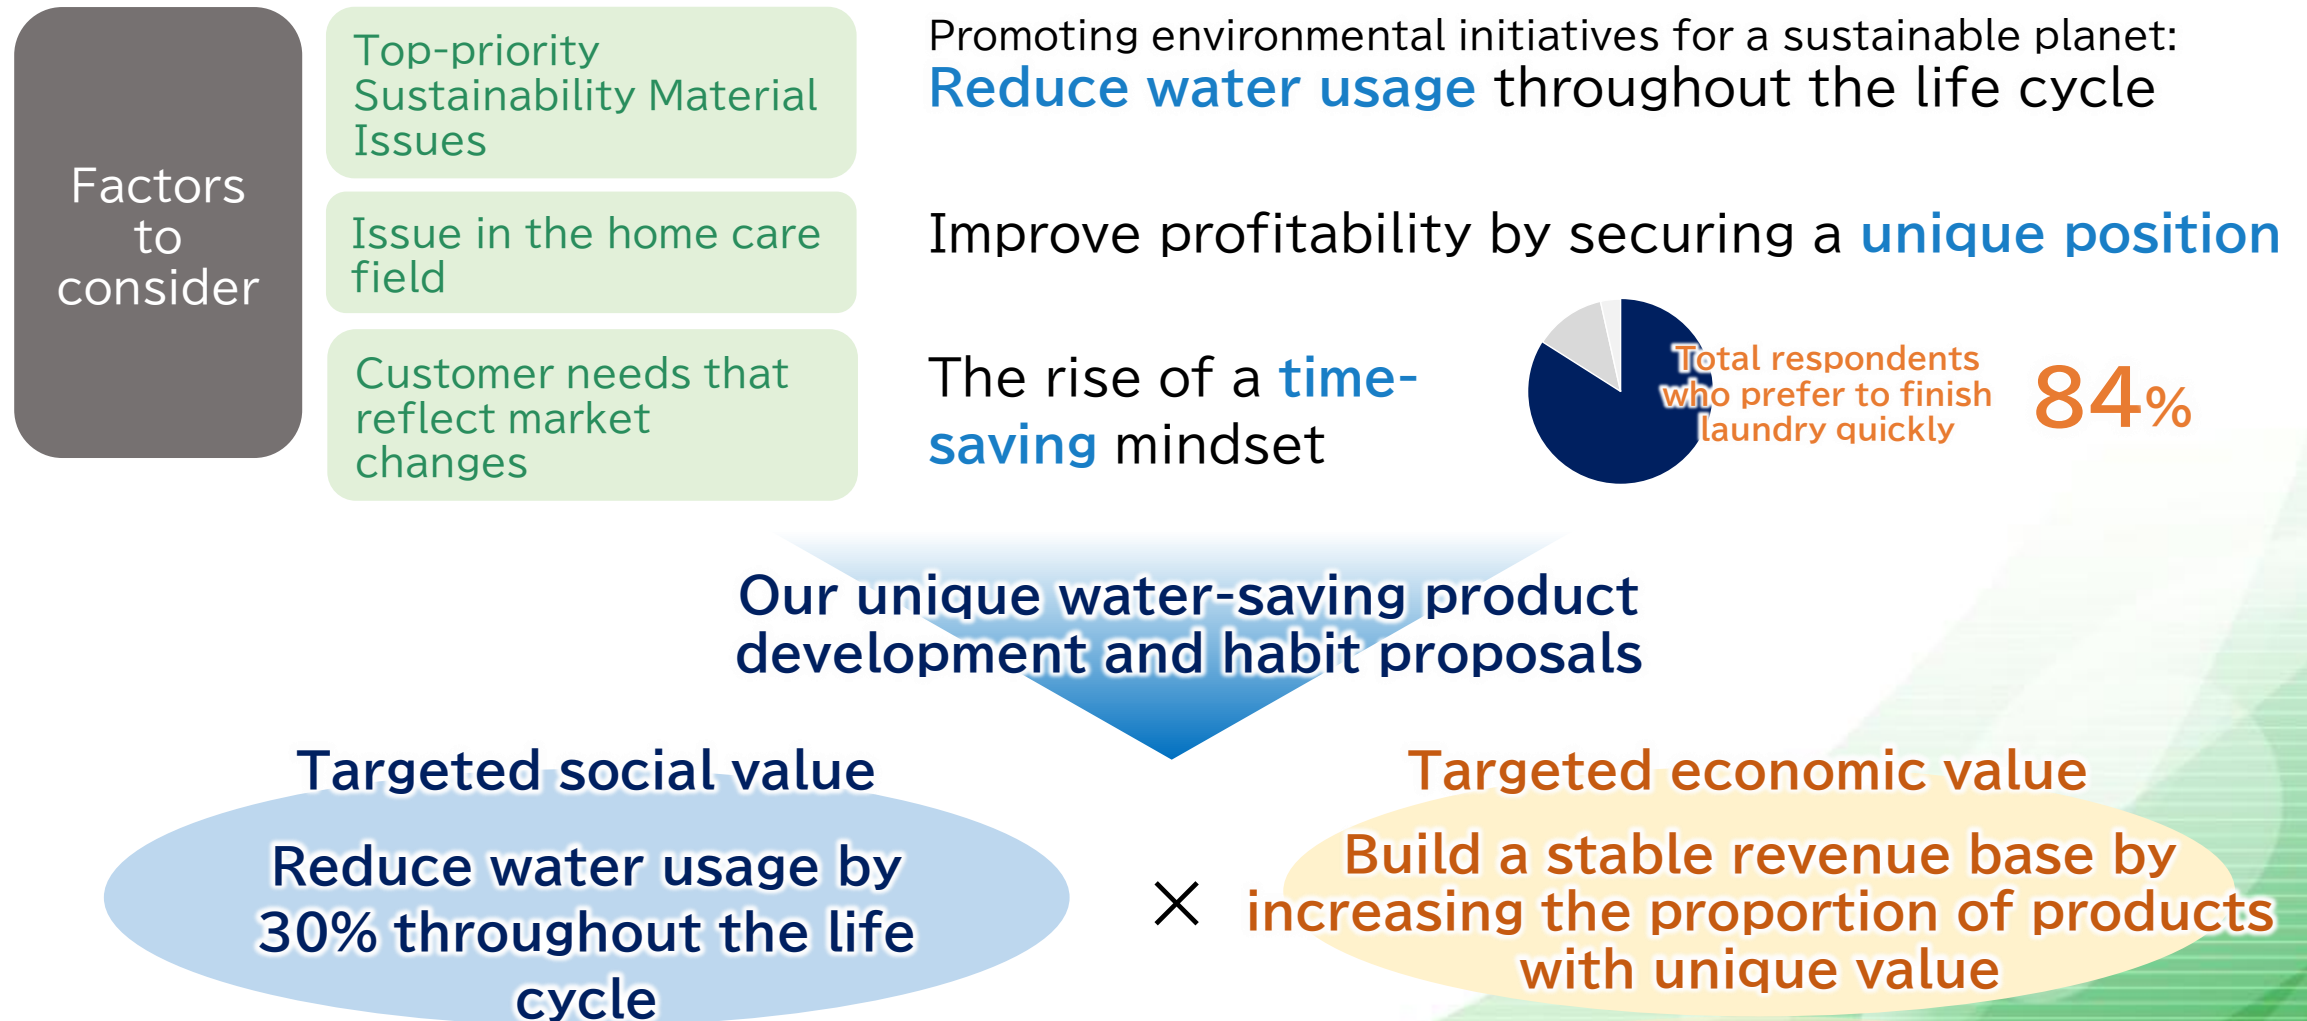 Factors
to
consider
Top-priority
Sustainability Material
Issues
Promoting environmental initiatives for a sustainable planet:
Reduce water usage throughout the life cycle
Issue in the home care
field
Improve profitability by securing a unique position
Customer needs that
reflect market
changes
The rise of a time-
saving mindset
Total respondents
who prefer to finish
laundry quickly
84%
Our unique water-saving product
development and habit proposals
Targeted social value
Reduce water usage by
30% throughout the life
cycle
×
Targeted economic value
Build a stable revenue base by
increasing the proportion of products
with unique value